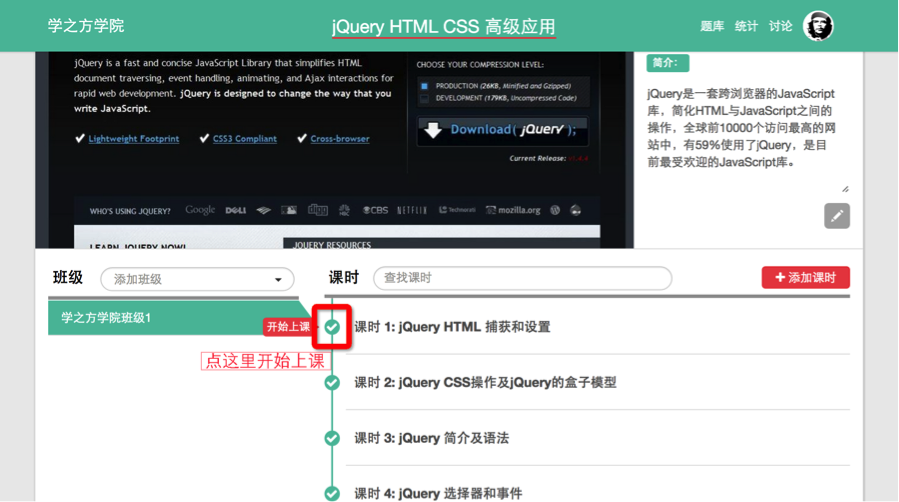 学之方学院
jQuery HTML CSS 高级应用
题库 统计 讨论
jQuery is a fast and concise JavaScript Library that simplifies HTML
document traversing, event handling, animating, and Ajax interactions for
rapid web development. jQuery is designed to change the way that you
write JavaScript.
Lightweight Footprint
CSS3 Compliant
Cross-browser
CHOOSE YOUR COMPRESSION LEVEL:
PRODUCTION (26KB, Minified and Gzipped)
DEVELOPMENT (179KB, Uncompressed Code)
Download( jQuery );
Current Release: v1.4.4
WHO'S USING JQUERY? Google DELL NBC CBS NETFLIX Technorati mozilla.org
LEARN JQUERY NOW!
JQUERY RESOURCES
简介：
jQuery是一套跨浏览器的JavaScript
库，简化HTML与JavaScript之间的
操作，全球前10000个访问最高的网
站中，有59%使用了jQuery，是目
前最受欢迎的JavaScript库。
班级
添加班级
课时
查找课时
+ 添加课时
学之方学院班级1
开始上课
点这里开始上课
课时 1: jQuery HTML 捕获和设置
课时 2: jQuery CSS操作及jQuery的盒子模型
课时 3: jQuery 简介及语法
课时 4: jQuery 选择器和事件